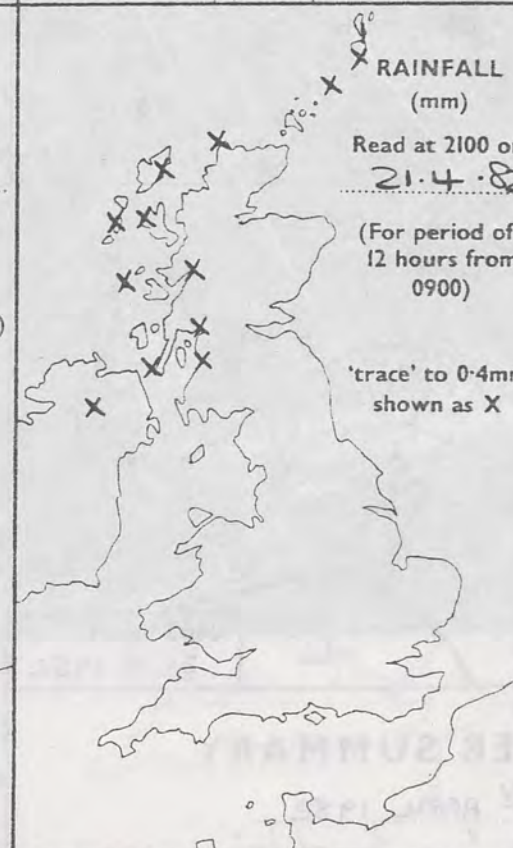 RAINFALL
(mm)
Read at 2100 on
21.4.82
(For period of
12 hours from
0900)
'trace' to 0·4mm
shown as X